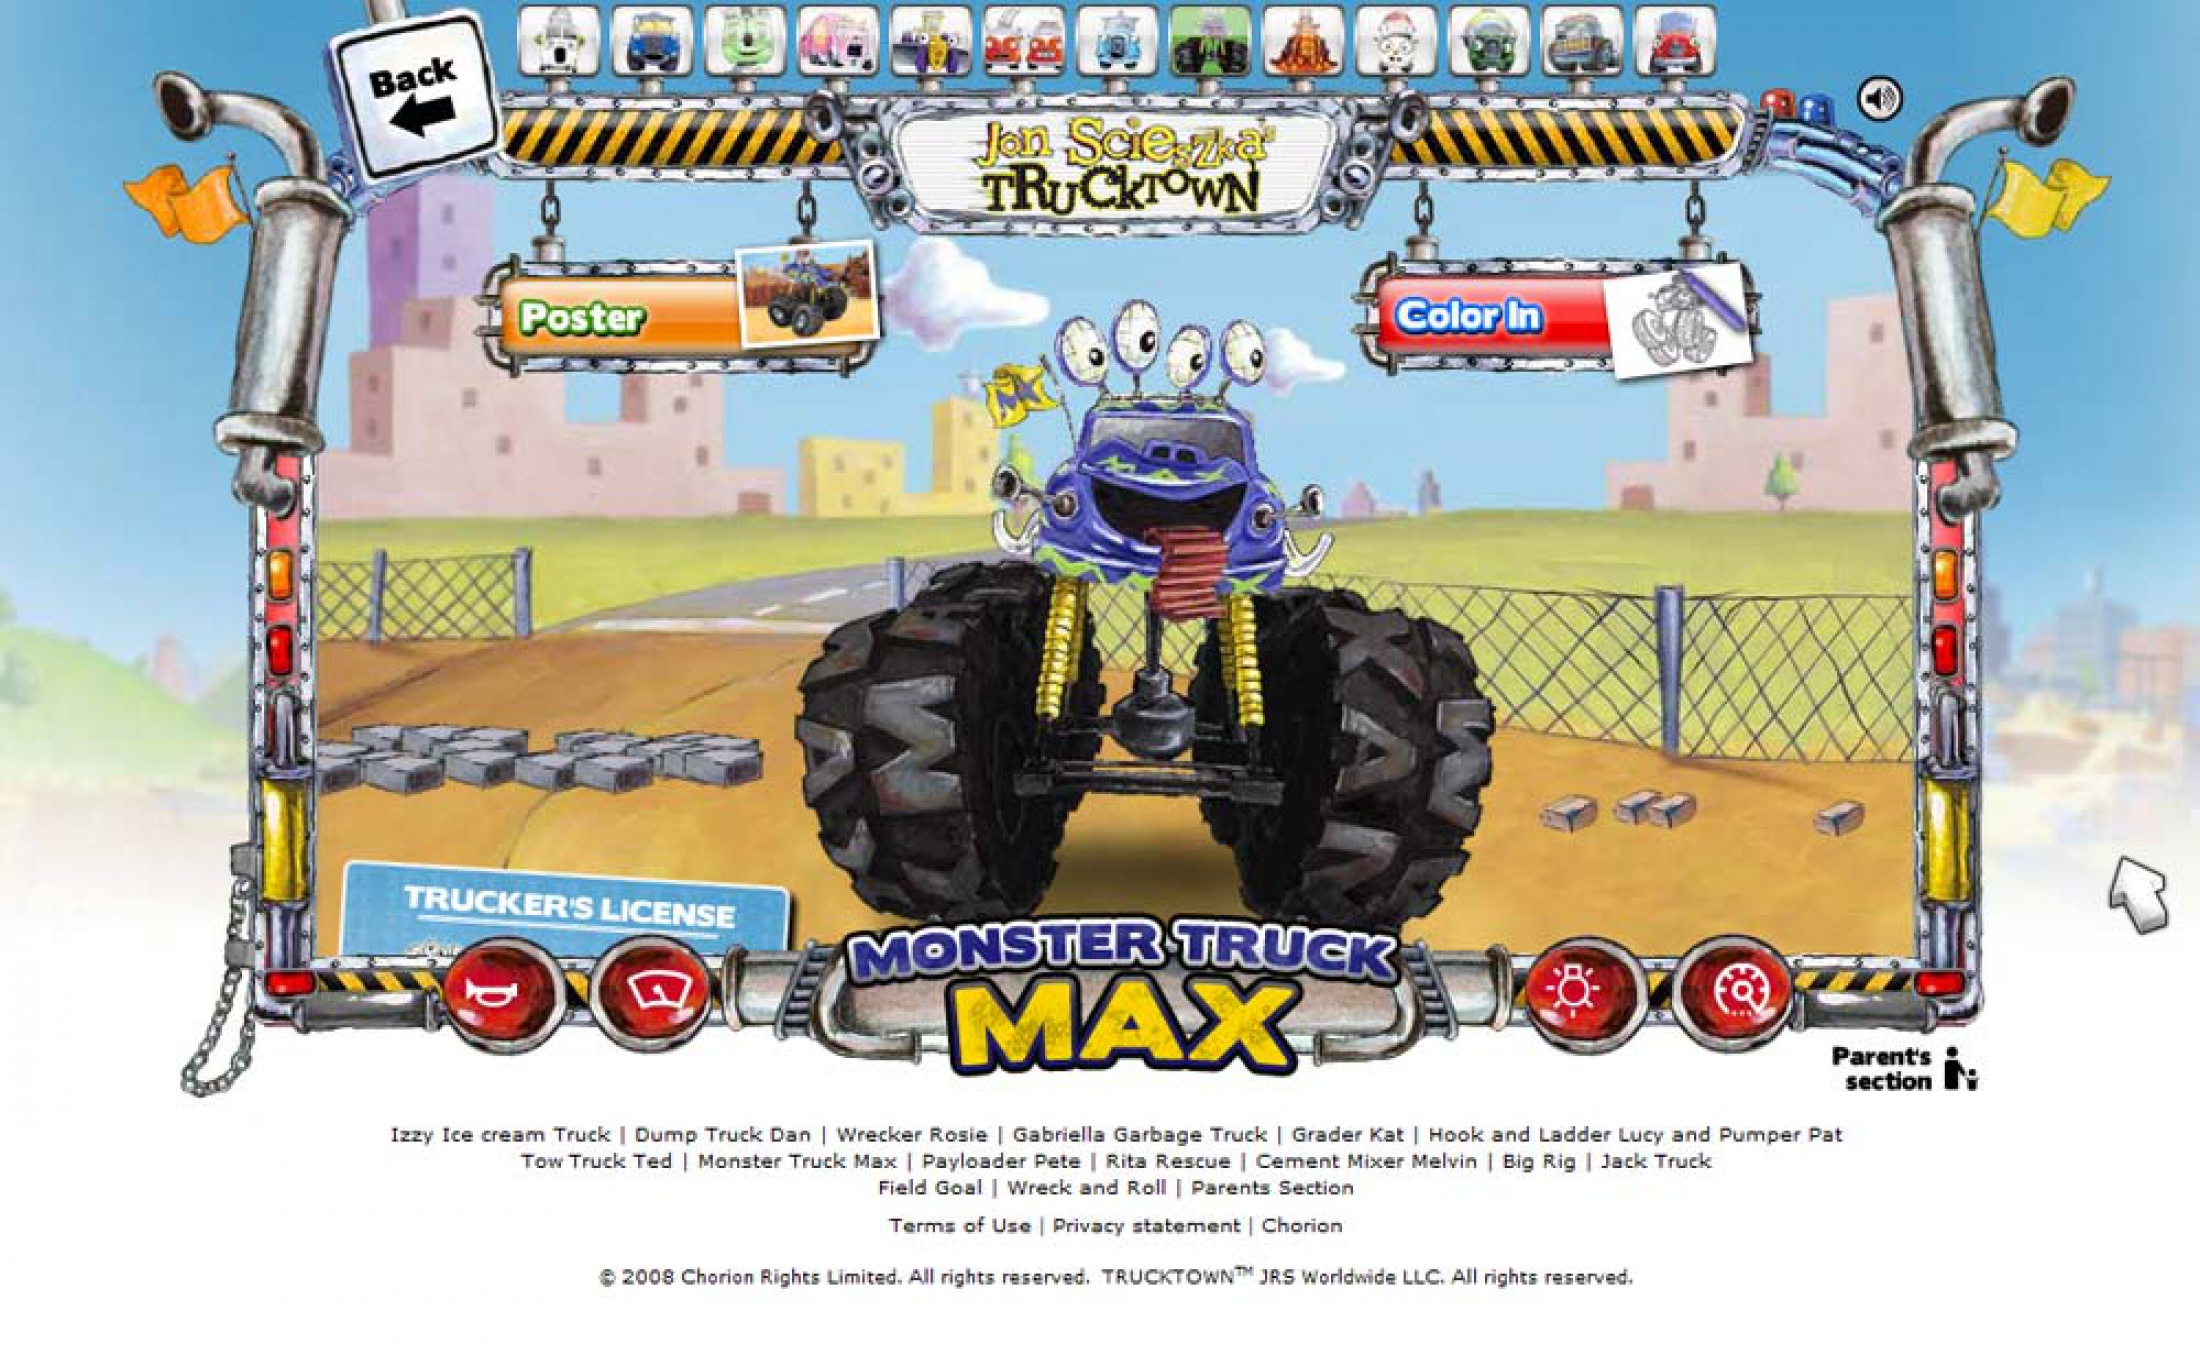 Back
Jon Scieszka's
TRUCKTOWN
Poster
Color In
TRUCKER'S LICENSE
MONSTER TRUCK
MAX
Parent's
section
Izzy Ice cream Truck | Dump Truck Dan | Wrecker Rosie | Gabriella Garbage Truck | Grader Kat | Hook and Ladder Lucy and Pumper Pat
Tow Truck Ted | Monster Truck Max | Payloader Pete | Rita Rescue | Cement Mixer Melvin | Big Rig | Jack Truck
Field Goal | Wreck and Roll | Parents Section
Terms of Use | Privacy statement | Chorion
© 2008 Chorion Rights Limited. All rights reserved. TRUCKTOWN™ JRS Worldwide LLC. All rights reserved.